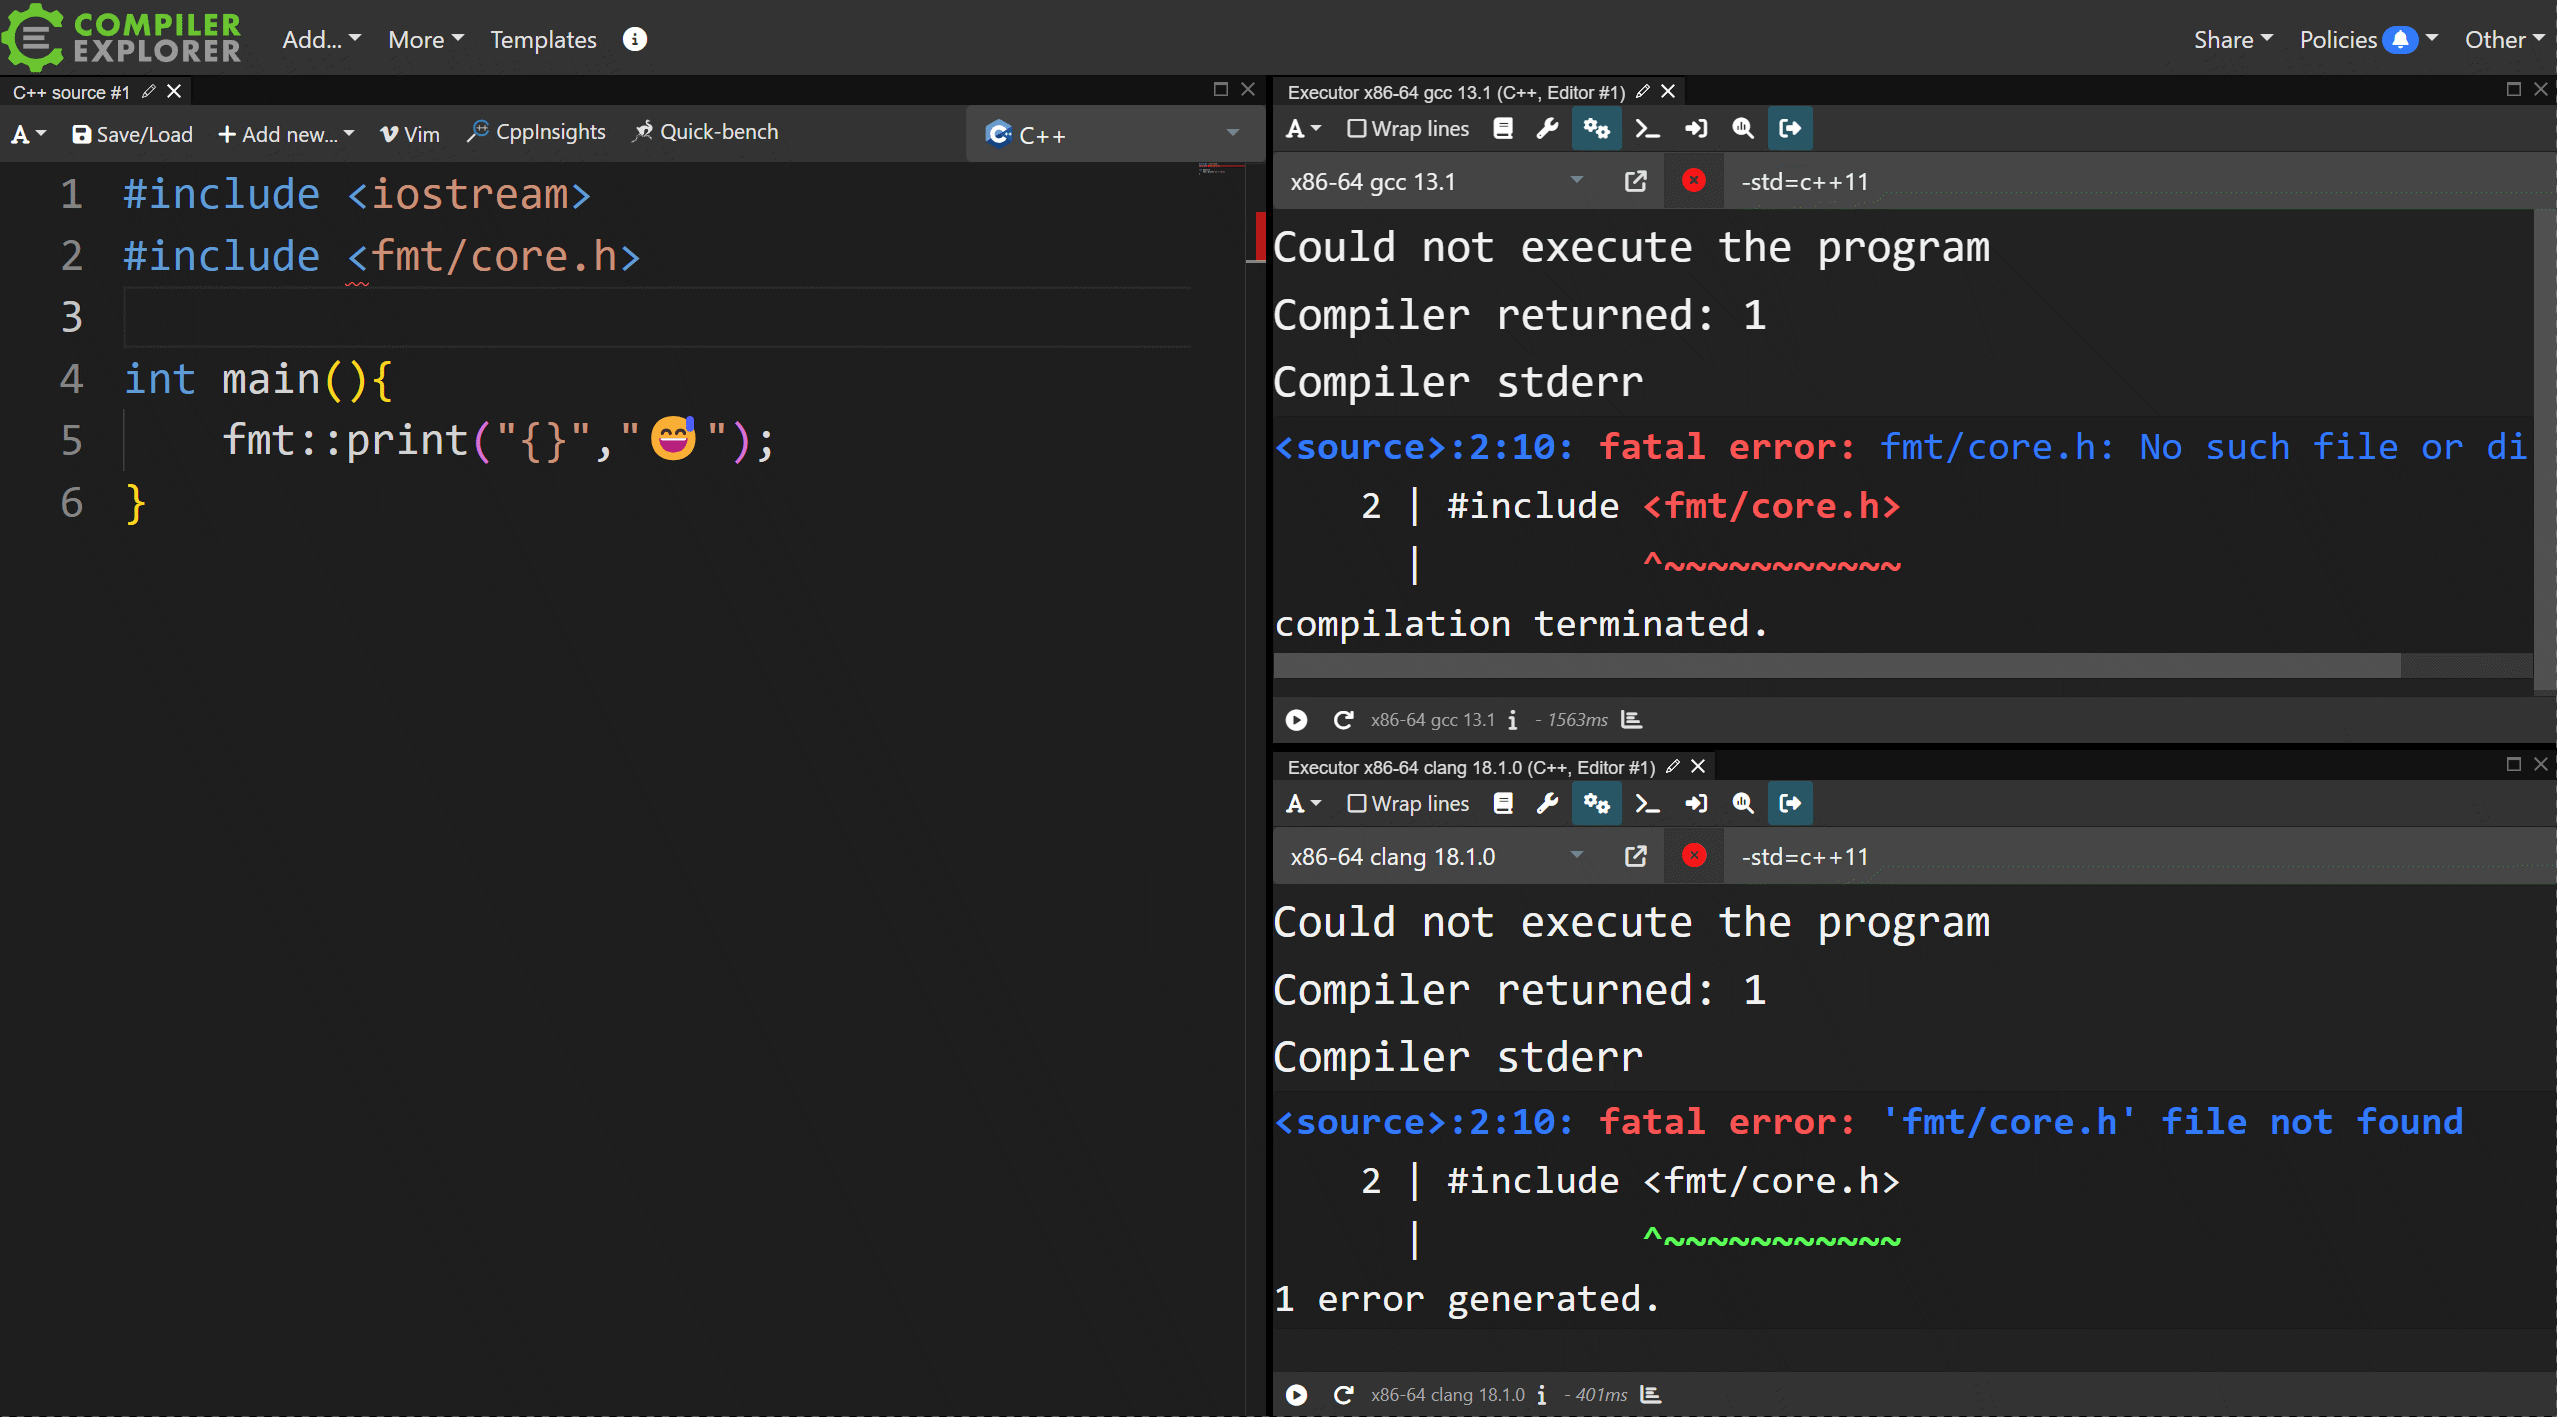 COMPILER
EXPLORER
Add...
More
Templates
Share
Policies
Other
C++ source #1
A
Save/Load
+ Add new...
Vim
CppInsights
Quick-bench
C++
1 #include <iostream>
2 #include <fmt/core.h>
3
4 int main(){
5 fmt::print("{}","😅");
6 }
Executor x86-64 gcc 13.1 (C++, Editor #1)
A
Wrap lines
x86-64 gcc 13.1
-std=c++11
Could not execute the program
Compiler returned: 1
Compiler stderr
<source>:2:10: fatal error: fmt/core.h: No such file or di
2 | #include <fmt/core.h>
| ^~~~~~~~~~~~
compilation terminated.
x86-64 gcc 13.1 i - 1563ms
Executor x86-64 clang 18.1.0 (C++, Editor #1)
A
Wrap lines
x86-64 clang 18.1.0
-std=c++11
Could not execute the program
Compiler returned: 1
Compiler stderr
<source>:2:10: fatal error: 'fmt/core.h' file not found
2 | #include <fmt/core.h>
| ^~~~~~~~~~~~
1 error generated.
x86-64 clang 18.1.0 i - 401ms